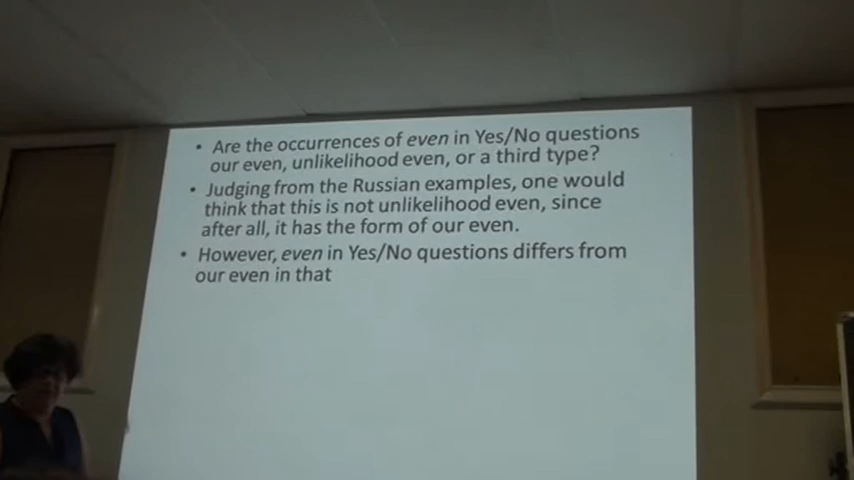 • Are the occurrences of even in Yes/No questions
our even, unlikelihood even, or a third type?
• Judging from the Russian examples, one would
think that this is not unlikelihood even, since
after all, it has the form of our even.
• However, even in Yes/No questions differs from
our even in that